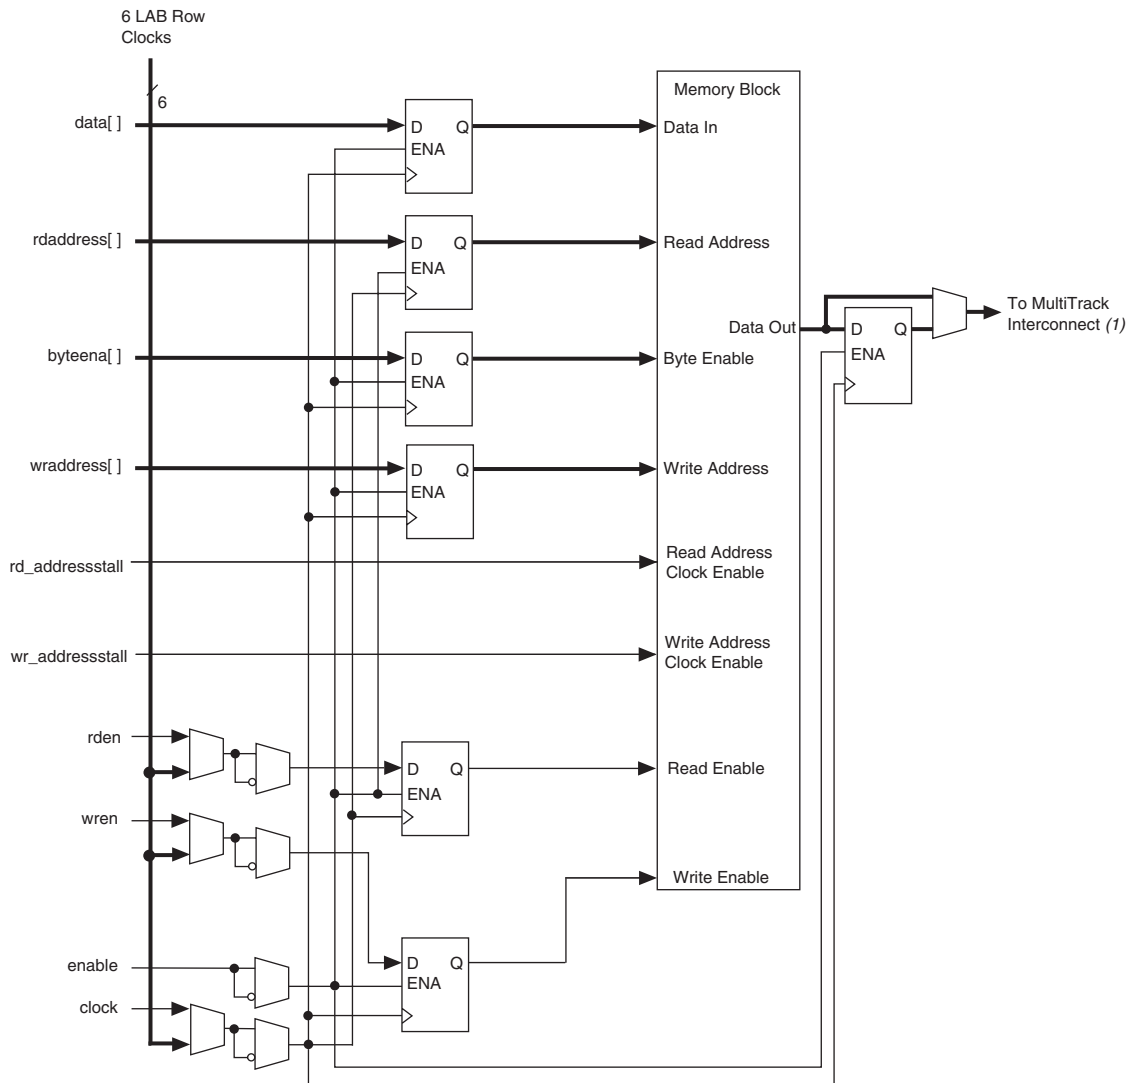 6 LAB Row
Clocks
6
Memory Block
data[ ]
D Q
ENA
Data In
rdaddress[ ]
D Q
ENA
Read Address
To MultiTrack
Interconnect (1)
Data Out
D Q
ENA
byteena[ ]
D Q
ENA
Byte Enable
wraddress[ ]
D Q
ENA
Write Address
rd_addressstall
Read Address
Clock Enable
wr_addressstall
Write Address
Clock Enable
rden
D Q
ENA
Read Enable
wren
Write Enable
enable
D Q
ENA
clock